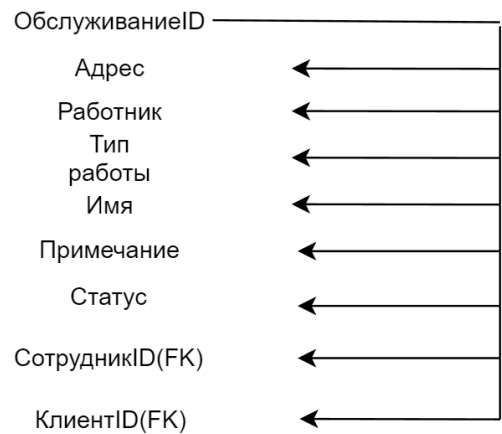 ОбслуживаниеID
Адрес
Работник
Тип
работы
Имя
Примечание
Статус
СотрудникID(FK)
КлиентID(FK)